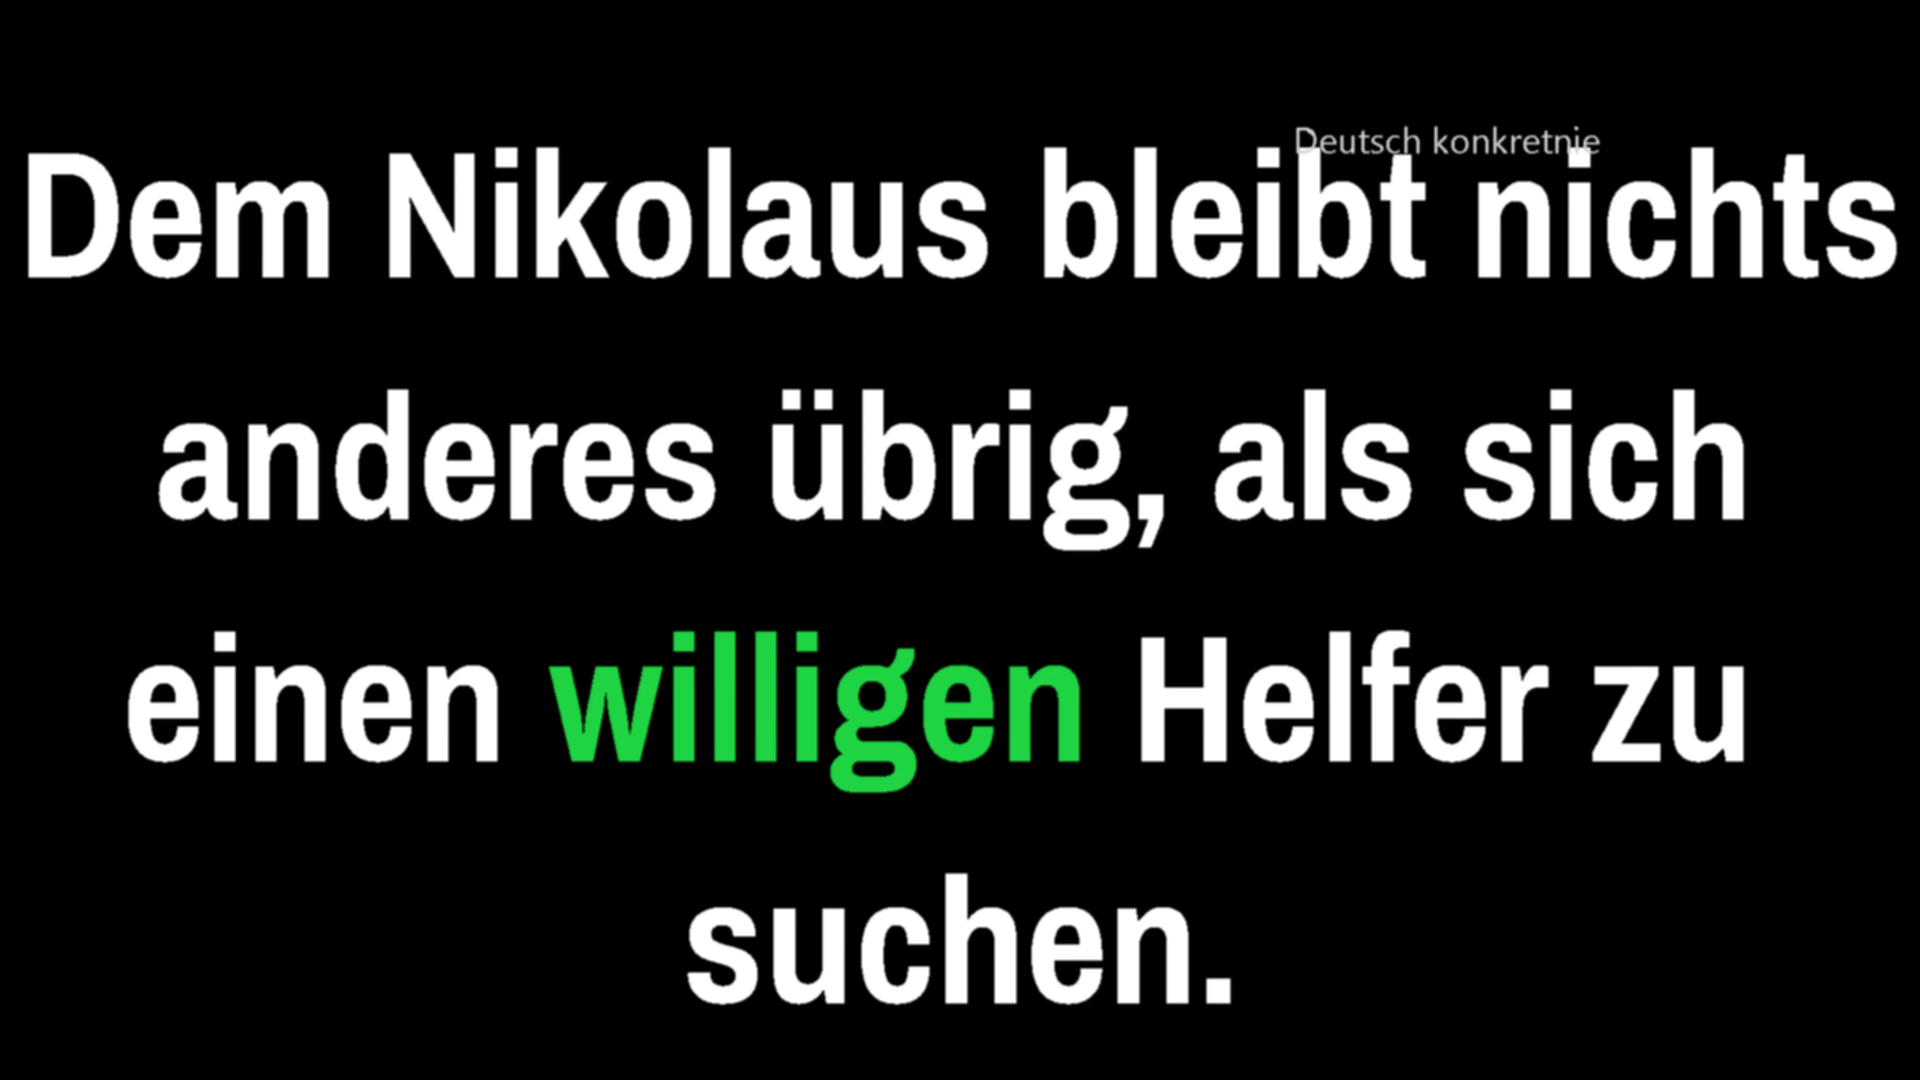 Deutsch konkretnie
Dem Nikolaus bleibt nichts
anderes übrig, als sich
einen willigen Helfer zu
suchen.